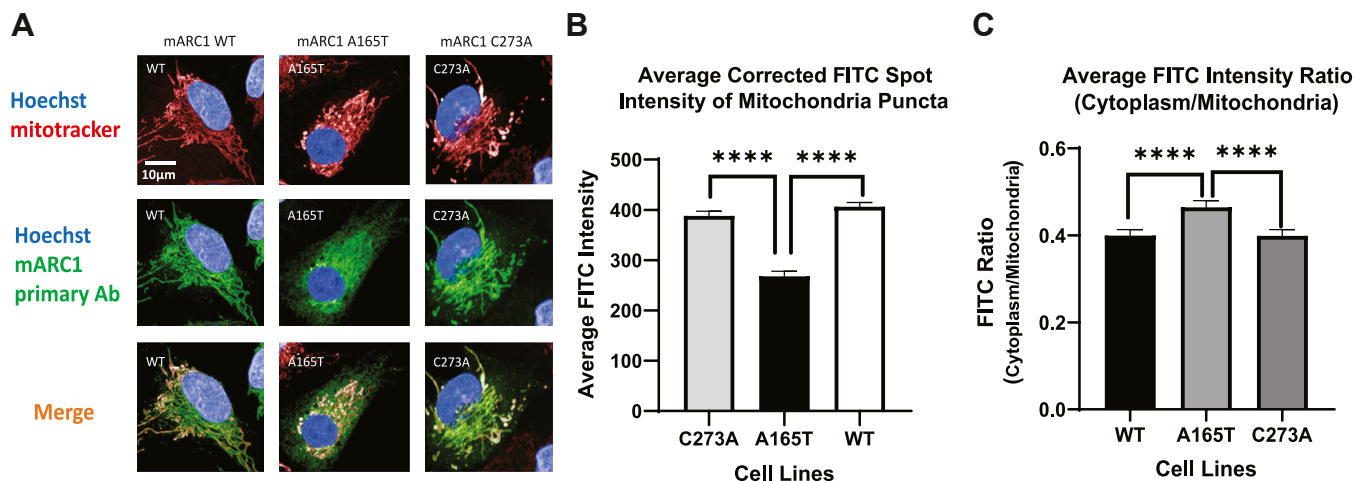 A
mARC1 WT
mARC1 A165T
mARC1 C273A
Hoechst
mitotracker
WT
A165T
C273A
10μm
Hoechst
mARC1
primary Ab
WT
A165T
C273A
Merge
WT
A165T
C273A
B
Average Corrected FITC Spot
Intensity of Mitochondria Puncta
Average FITC Intensity
500
400
300
200
100
0
****
****
C273A
A165T
WT
Cell Lines
C
Average FITC Intensity Ratio
(Cytoplasm/Mitochondria)
FITC Ratio
(Cytoplasm/Mitochondria)
0.6
0.4
0.2
0.0
****
****
WT
A165T
C273A
Cell Lines